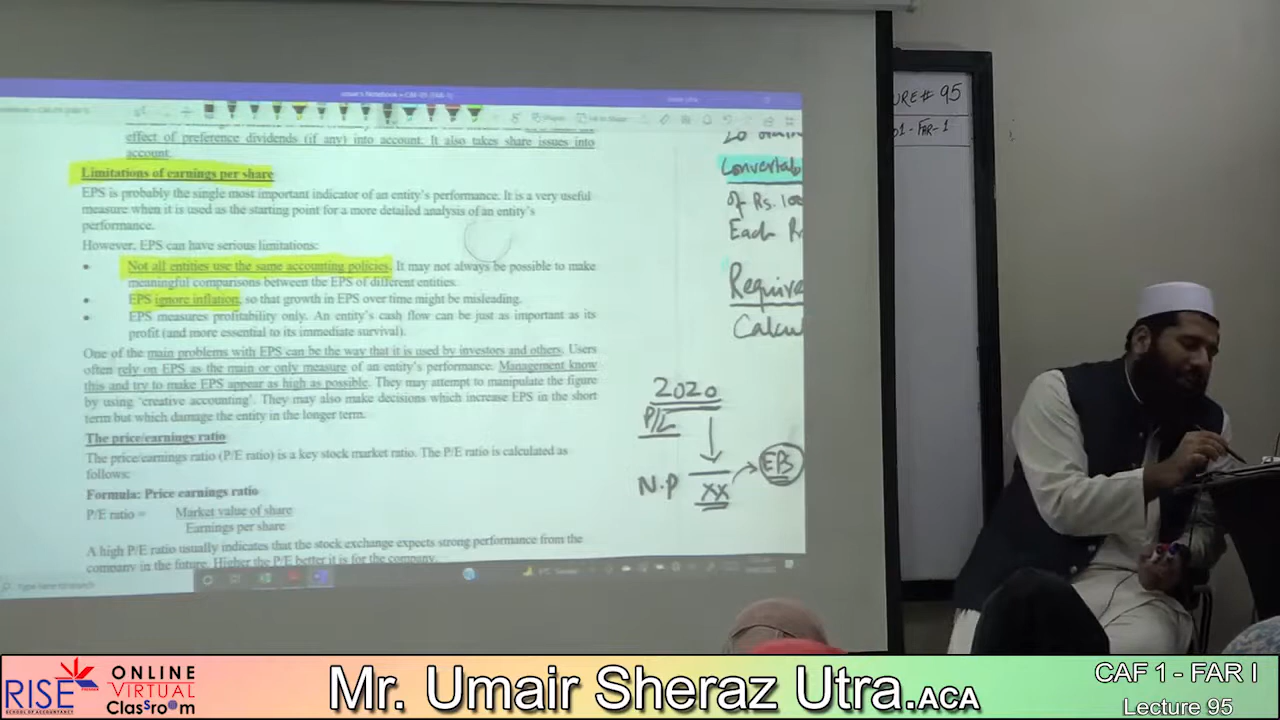 effect of preference dividends (if any) into account. It also takes share issues into
account.
Limitations of earnings per share
EPS is probably the single most important indicator of an entity's performance. It is a very useful
measure when it is used as the starting point for a more detailed analysis of an entity's
performance.
However, EPS can have serious limitations:
• Not all entities use the same accounting policies. It may not always be possible to make
meaningful comparisons between the EPS of different entities.
• EPS ignore inflation, so that growth in EPS over time might be misleading.
• EPS measures profitability only. An entity's cash flow can be just as important as its
profit (and more essential to its immediate survival).
One of the main problems with EPS can be the way that it is used by investors and others. Users
often rely on EPS as the main or only measure of an entity's performance. Management know
this and try to make EPS appear as high as possible. They may attempt to manipulate the figure
by using 'creative accounting'. They may also make decisions which increase EPS in the short
term but which damage the entity in the longer term.
The price/earnings ratio
The price/earnings ratio (P/E ratio) is a key stock market ratio. The P/E ratio is calculated as
follows:
Formula: Price earnings ratio
P/E ratio = Market value of share
Earnings per share
A high P/E ratio usually indicates that the stock exchange expects strong performance from the
company in the future. Higher the P/E better it is for the company.
Convertab
of Rs. 100
Each R
Require
Calcu
2020
P/L
N.P XX
EPS
URE# 95
01 - FAR-1
RISE
SCHOOL OF ACCOUNTANCY
ONLINE
VIRTUAL
Classroom
Mr. Umair Sheraz Utra.ACA
CAF 1 - FAR I
Lecture 95